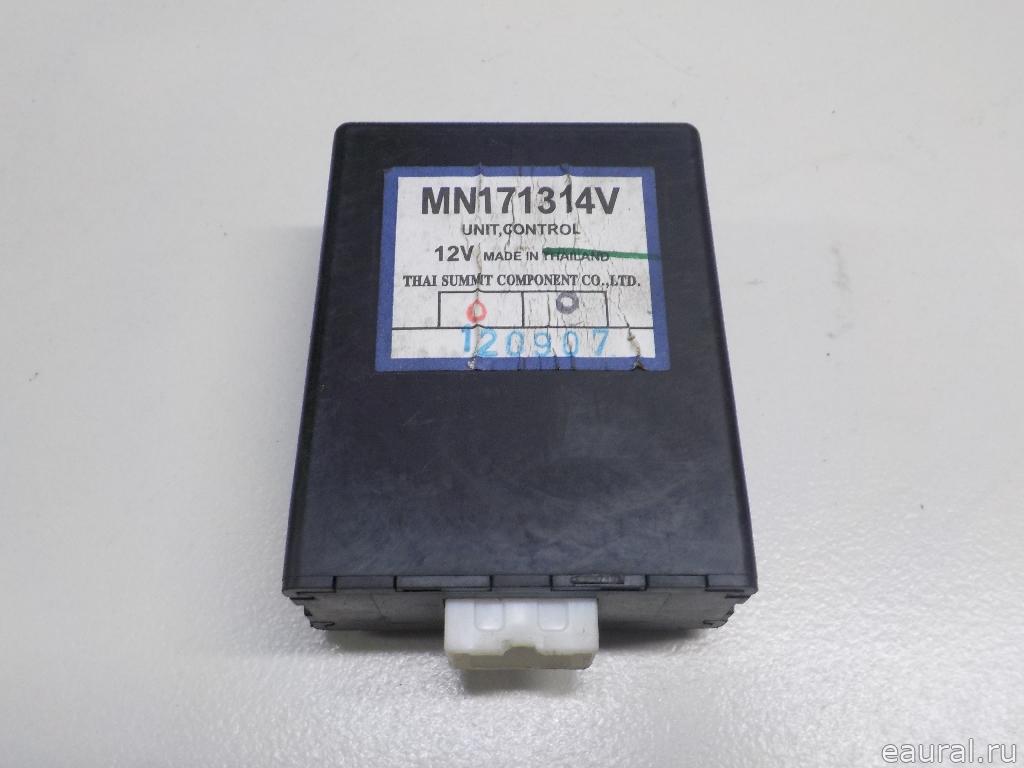 MN171314V
UNIT,CONTROL
12V MADE IN THAILAND
THAI SUMMIT COMPONENT CO.,LTD.
120907
eaural.ru